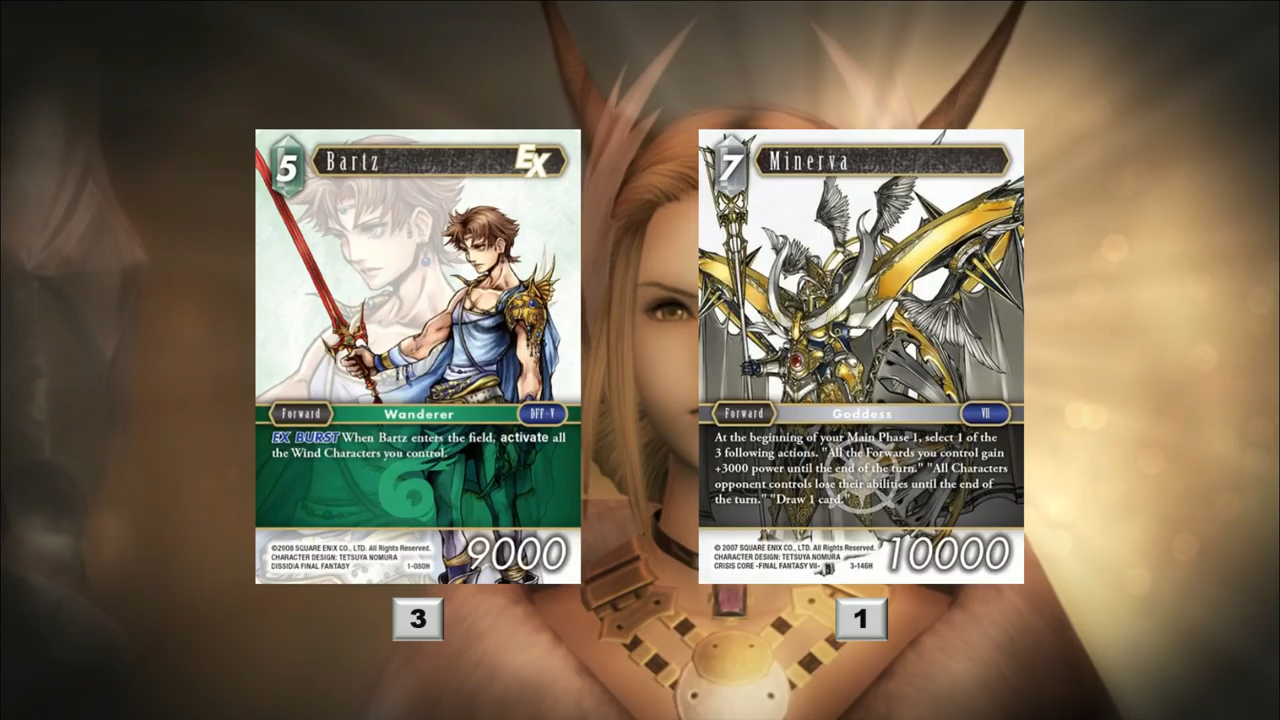 5
Bartz
EX
Forward
Wanderer
DFF·V
EX BURST When Bartz enters the field, activate all
the Wind Characters you control.
©2008 SQUARE ENIX CO., LTD. All Rights Reserved.
CHARACTER DESIGN: TETSUYA NOMURA
DISSIDIA FINAL FANTASY
1-080H
9000
3
7
Minerva
Forward
Goddess
VII
At the beginning of your Main Phase 1, select 1 of the
3 following actions. "All the Forwards you control gain
+3000 power until the end of the turn." "All Characters
opponent controls lose their abilities until the end of
the turn." "Draw 1 card."
© 2007 SQUARE ENIX CO., LTD. All Rights Reserved.
CHARACTER DESIGN: TETSUYA NOMURA
CRISIS CORE -FINAL FANTASY VII-
3-146H
10000
1